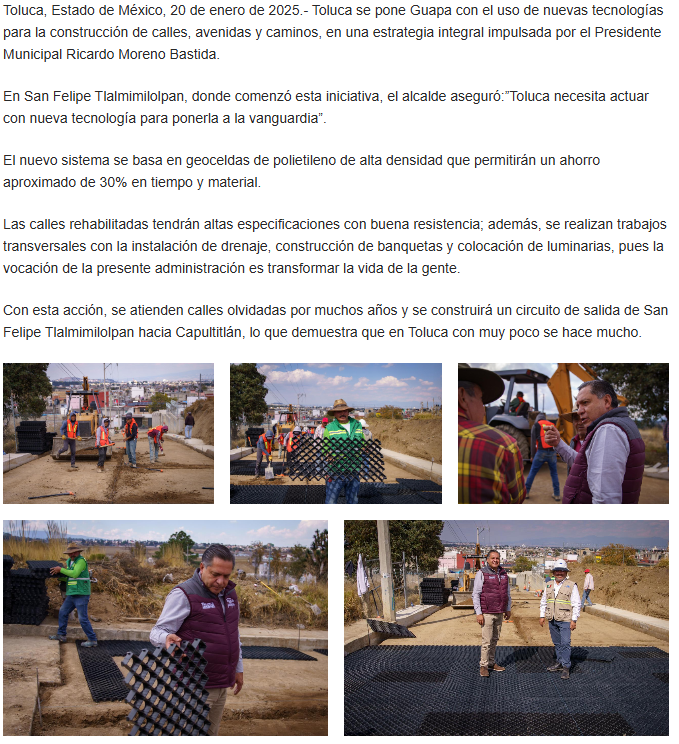 Toluca, Estado de México, 20 de enero de 2025.- Toluca se pone Guapa con el uso de nuevas tecnologías
para la construcción de calles, avenidas y caminos, en una estrategia integral impulsada por el Presidente
Municipal Ricardo Moreno Bastida.
En San Felipe Tlalmimilolpan, donde comenzó esta iniciativa, el alcalde aseguró:”Toluca necesita actuar
con nueva tecnología para ponerla a la vanguardia”.
El nuevo sistema se basa en geoceldas de polietileno de alta densidad que permitirán un ahorro
aproximado de 30% en tiempo y material.
Las calles rehabilitadas tendrán altas especificaciones con buena resistencia; además, se realizan trabajos
transversales con la instalación de drenaje, construcción de banquetas y colocación de luminarias, pues la
vocación de la presente administración es transformar la vida de la gente.
Con esta acción, se atienden calles olvidadas por muchos años y se construirá un circuito de salida de San
Felipe Tlalmimilolpan hacia Capultitlán, lo que demuestra que en Toluca con muy poco se hace mucho.